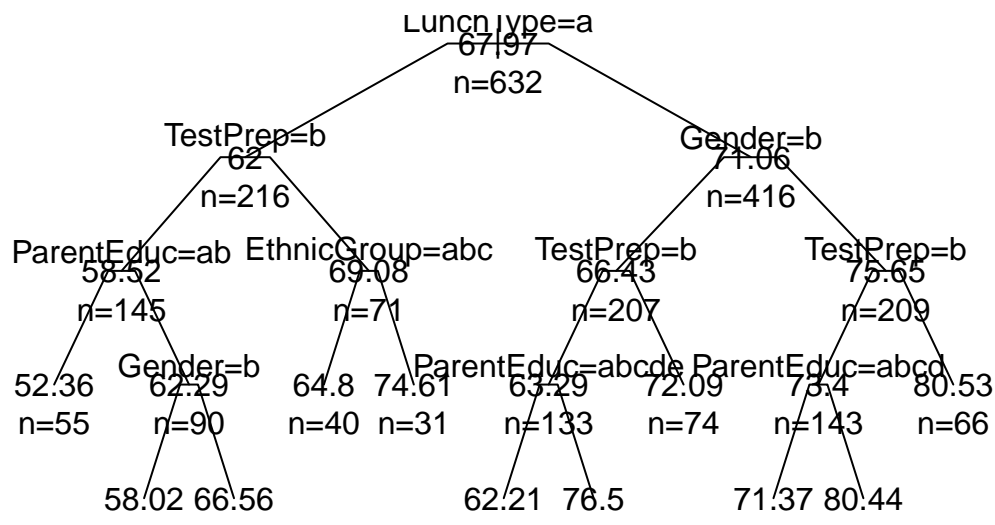 LunchType=a
67.97
n=632
TestPrep=b
62
n=216
Gender=b
71.06
n=416
ParentEduc=ab
58.52
n=145
EthnicGroup=abc
69.08
n=71
TestPrep=b
66.43
n=207
TestPrep=b
75.65
n=209
52.36
n=55
Gender=b
62.29
n=90
64.8
n=40
74.61
n=31
ParentEduc=abcde
63.29
n=133
72.09
n=74
ParentEduc=abcd
73.4
n=143
80.53
n=66
58.02
66.56
62.21
76.5
71.37
80.44